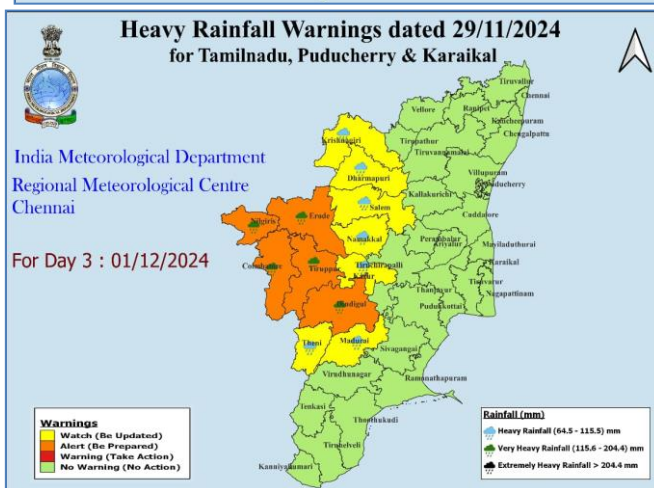 Heavy Rainfall Warnings dated 29/11/2024
for Tamilnadu, Puducherry & Karaikal
India Meteorological Department
Regional Meteorological Centre
Chennai
For Day 3 : 01/12/2024
Tiruvallur
Chennai
Vellore
Ranipet
Kancheepuram
Chengalpattu
Krishnagiri
Tirupathur
Tiruvannamalai
Dharmapuri
Villupuram
Puducherry
Kallakurichi
Salem
Cuddalore
Nilgiris
Erode
Namakkal
Perambalur
Ariyalur
Mayiladuthurai
Coimbatore
Tiruppur
Tiruchirapalli
Karur
Karaikal
Tiruvarur
Thanjavur
Nagapattinam
Dindigul
Pudukkottai
Theni
Madurai
Sivagangai
Virudhunagar
Ramanathapuram
Tenkasi
Thoothukudi
Tirunelveli
Kanniyakumari
Warnings
Watch (Be Updated)
Alert (Be Prepared)
Warning (Take Action)
No Warning (No Action)
Rainfall (mm)
Heavy Rainfall (64.5 - 115.5) mm
Very Heavy Rainfall (115.6 - 204.4) mm
Extremely Heavy Rainfall > 204.4 mm